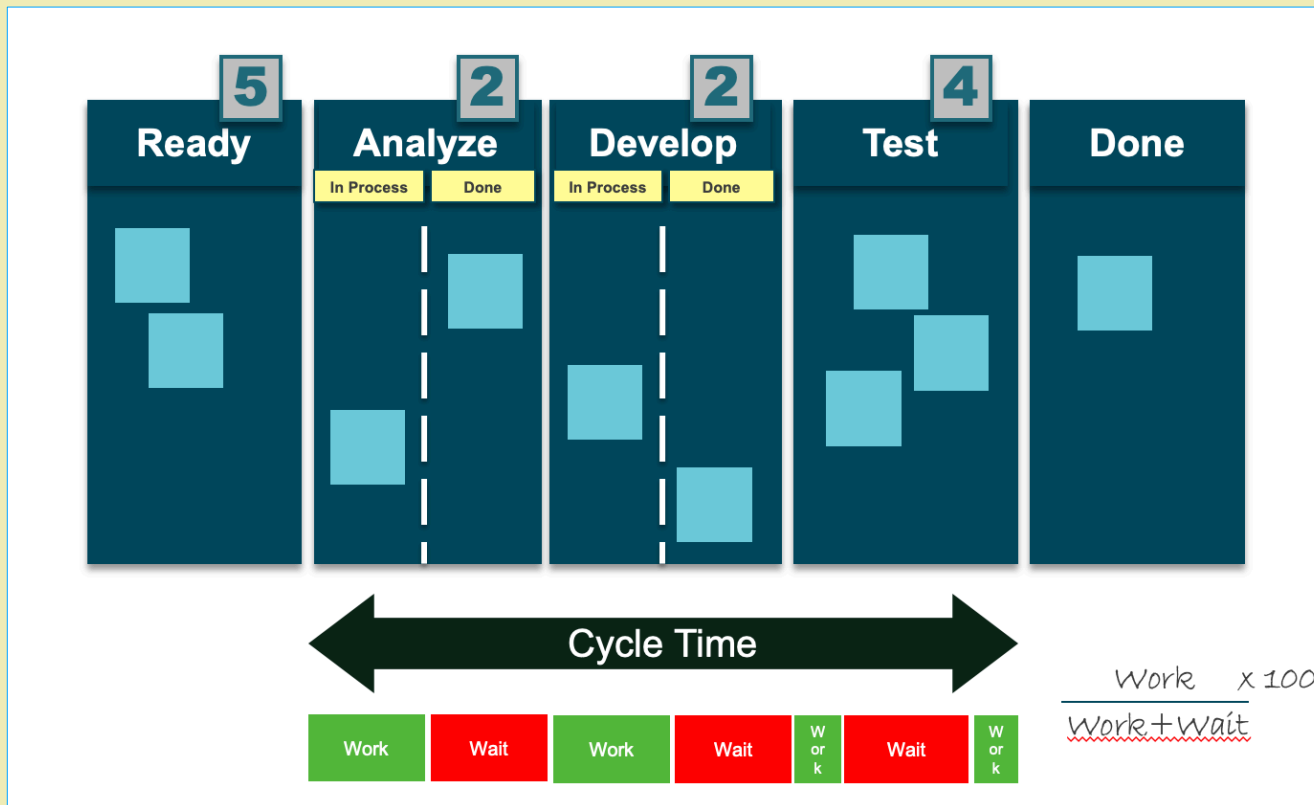 5
2
2
4
Ready
Analyze
Develop
Test
Done
In Process
Done
In Process
Done
Cycle Time
Work x 100
Work+Wait
Work
Wait
Work
Wait
W
or
k
Wait
W
or
k